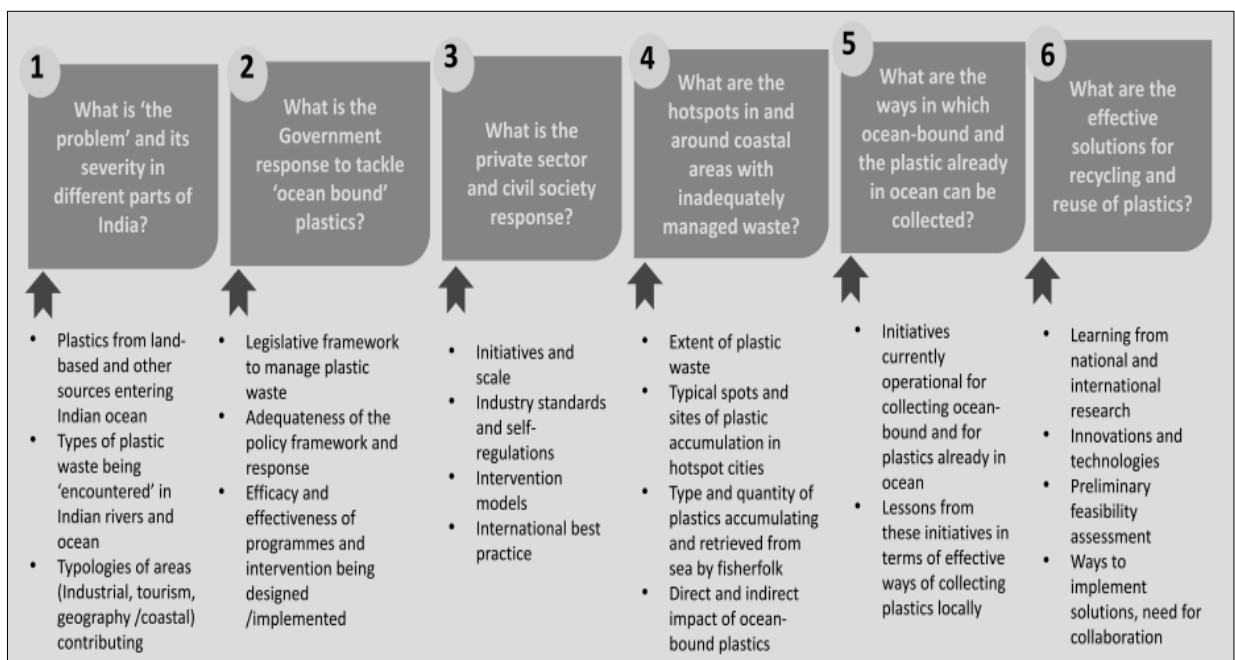 1
What is ‘the
problem’ and its
severity in
different parts of
India?
• Plastics from land-
based and other
sources entering
Indian ocean
• Types of plastic
waste being
‘encountered’ in
Indian rivers and
ocean
• Typologies of areas
(Industrial, tourism,
geography /coastal)
contributing
2
What is the
Government
response to tackle
‘ocean bound’
plastics?
• Legislative framework
to manage plastic
waste
• Adequateness of the
policy framework and
response
• Efficacy and
effectiveness of
programmes and
intervention being
designed
/implemented
3
What is the
private sector
and civil society
response?
• Initiatives and
scale
• Industry standards
and self-
regulations
• Intervention
models
• International best
practice
4
What are the
hotspots in and
around coastal
areas with
inadequately
managed waste?
• Extent of plastic
waste
• Typical spots and
sites of plastic
accumulation in
hotspot cities
• Type and quantity of
plastics accumulating
and retrieved from
sea by fisherfolk
• Direct and indirect
impact of ocean-
bound plastics
5
What are the
ways in which
ocean-bound and
the plastic already
in ocean can be
collected?
• Initiatives
currently
operational for
collecting ocean-
bound and for
plastics already in
ocean
• Lessons from
these initiatives in
terms of effective
ways of collecting
plastics locally
6
What are the
effective
solutions for
recycling and
reuse of plastics?
• Learning from
national and
international
research
• Innovations and
technologies
• Preliminary
feasibility
assessment
• Ways to
implement
solutions, need for
collaboration